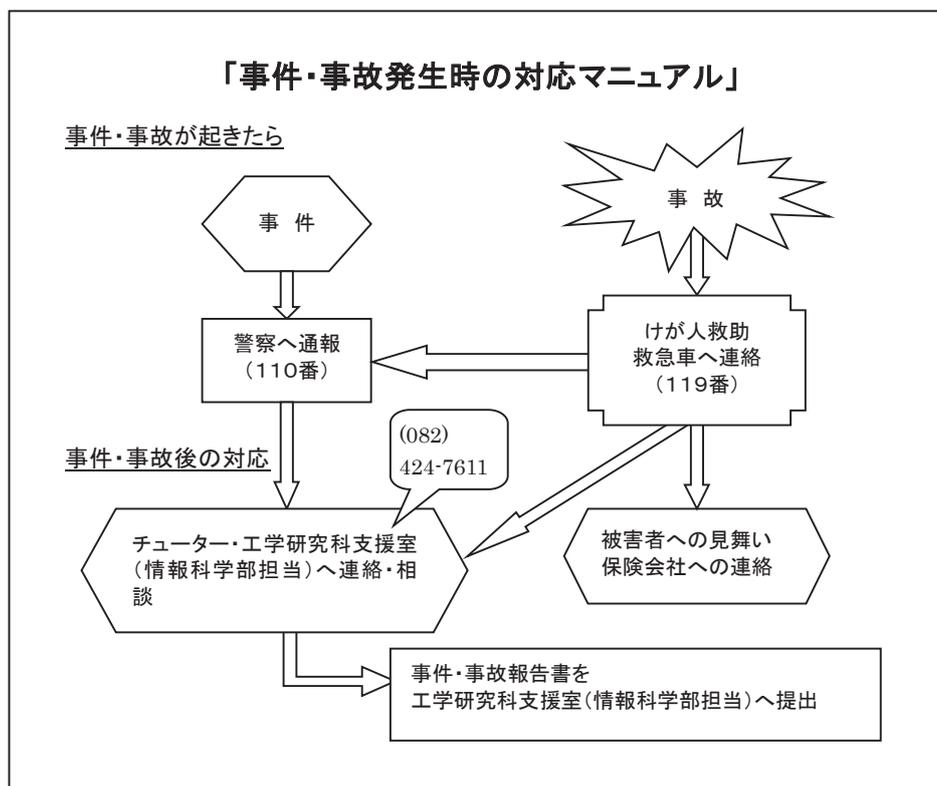 「事件・事故発生時の対応マニュアル」
事件・事故が起きたら
事 件
事 故
警察へ通報
(110番)
けが人救助
救急車へ連絡
(119番)
事件・事故後の対応
(082)
424-7611
チューター・工学研究科支援室
(情報科学部担当)へ連絡・相
談
被害者への見舞い
保険会社への連絡
事件・事故報告書を
工学研究科支援室(情報科学部担当)へ提出